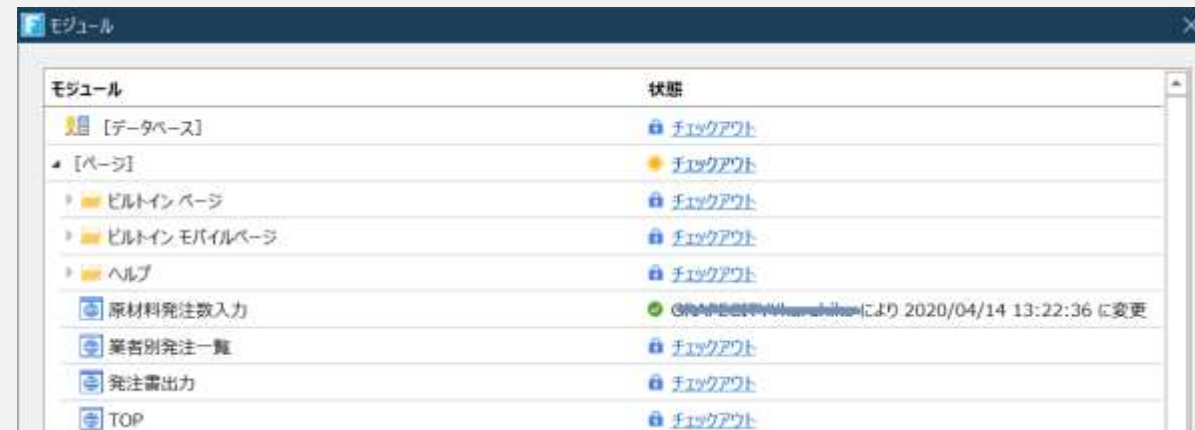 モジュール
モジュール 状態
[データベース] チェックアウト
[ページ] チェックアウト
ビルトイン ページ チェックアウト
ビルトイン モバイルページ チェックアウト
ヘルプ チェックアウト
原材料発注数入力 により 2020/04/14 13:22:36 に変更
業者別発注一覧 チェックアウト
発注書出力 チェックアウト
TOP チェックアウト